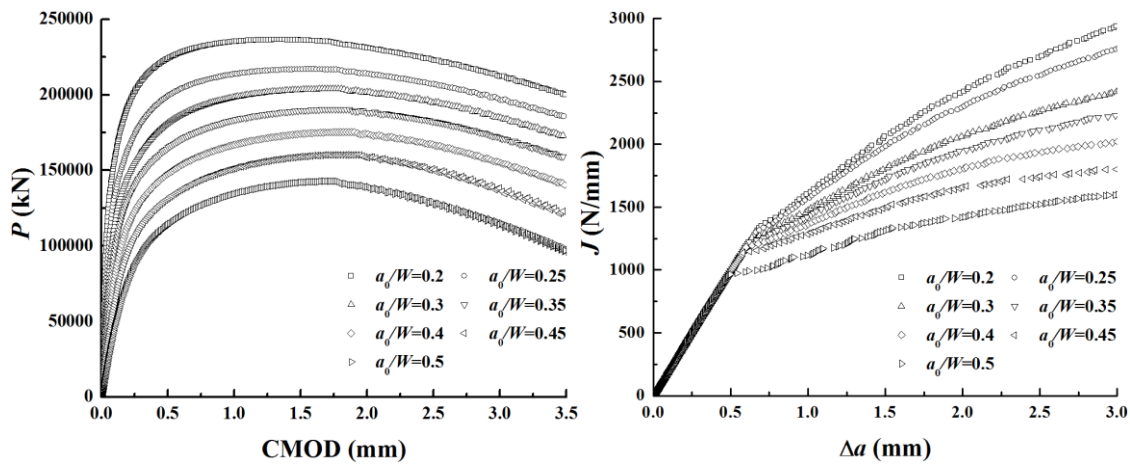 250000
200000
150000
100000
50000
0
P (kN)
0.0 0.5 1.0 1.5 2.0 2.5 3.0 3.5
CMOD (mm)
a₀/W=0.2 a₀/W=0.25
a₀/W=0.3 a₀/W=0.35
a₀/W=0.4 a₀/W=0.45
a₀/W=0.5
3000
2500
2000
1500
1000
500
0
J (N/mm)
0.0 0.5 1.0 1.5 2.0 2.5 3.0
Δa (mm)
a₀/W=0.2 a₀/W=0.25
a₀/W=0.3 a₀/W=0.35
a₀/W=0.4 a₀/W=0.45
a₀/W=0.5